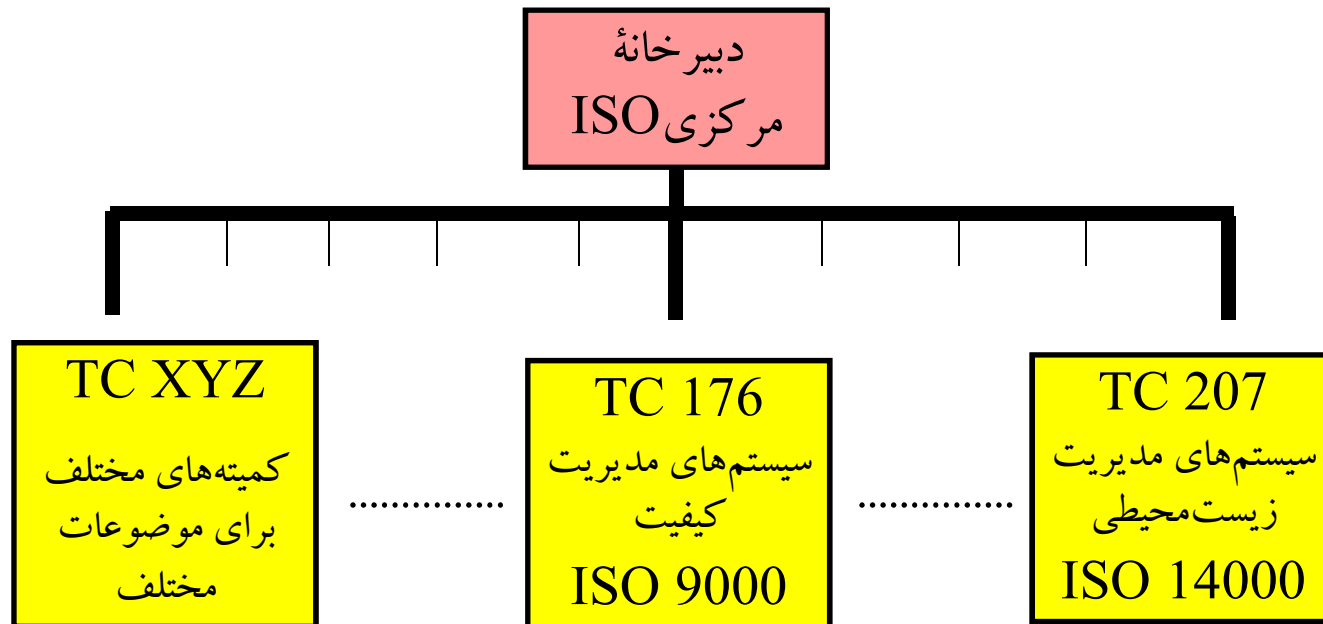 دبیرخانهٔ
مرکزی ISO
TC XYZ
کمیته‌های مختلف
برای موضوعات
مختلف
...............
TC 176
سیستم‌های مدیریت
کیفیت
ISO 9000
...............
TC 207
سیستم‌های مدیریت
زیست‌محیطی
ISO 14000